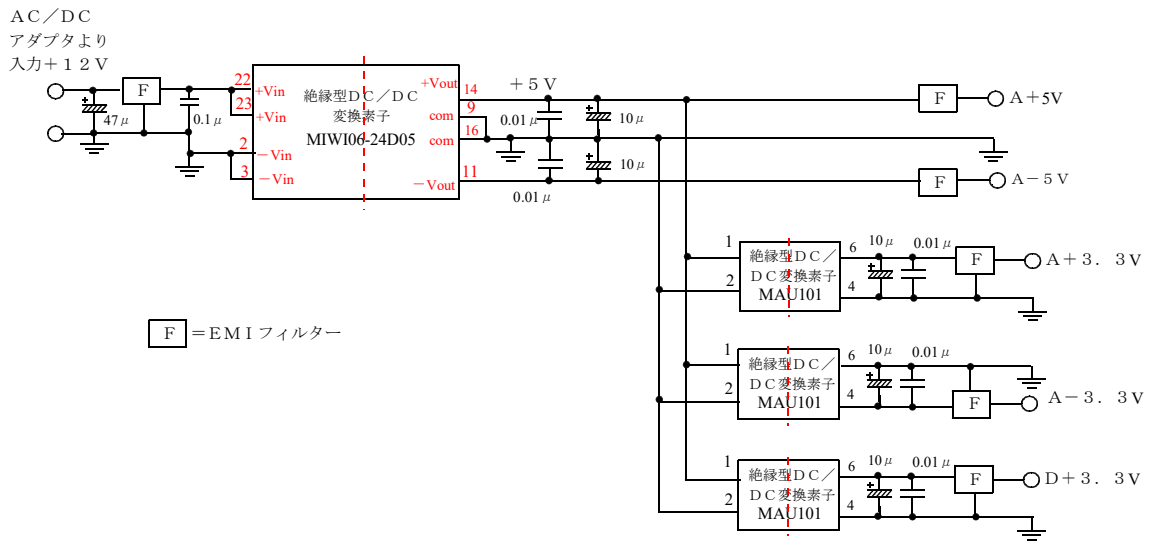 ＡＣ／ＤＣ
アダプタより
入力＋１２Ｖ
F
47μ
0.1μ
22
+Vin
23
+Vin
2
－Vin
3
－Vin
絶縁型ＤＣ／ＤＣ
変換素子
MIWI06-24D05
+Vout
14
9
com
16
com
－Vout
11
＋５Ｖ
0.01μ
10μ
0.01μ
10μ
F
A＋5V
F
A－５Ｖ
1
2
絶縁型ＤＣ／
ＤＣ変換素子
MAU101
6
4
10μ
0.01μ
F
A＋３．３V
1
2
絶縁型ＤＣ／
ＤＣ変換素子
MAU101
6
4
10μ
0.01μ
F
A－３．３V
1
2
絶縁型ＤＣ／
ＤＣ変換素子
MAU101
6
4
10μ
0.01μ
F
D＋３．３V
F ＝ＥＭＩフィルター